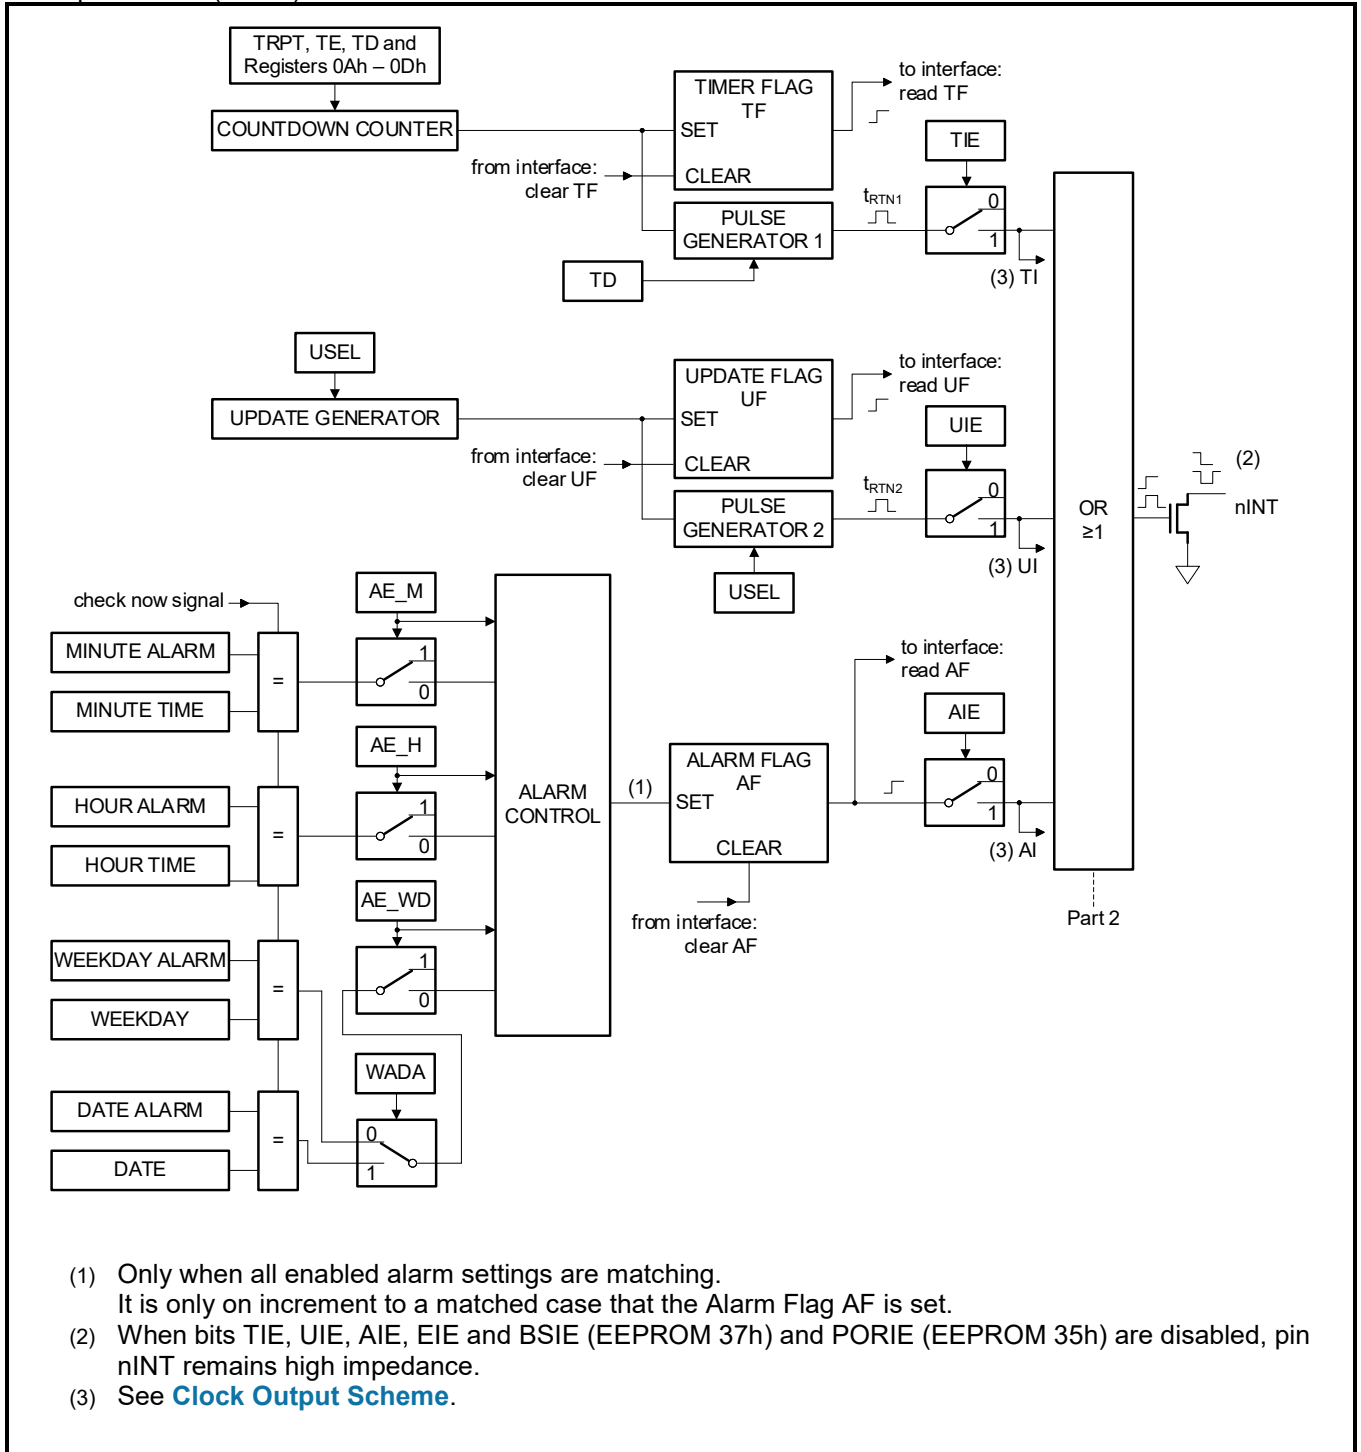 TRPT, TE, TD and
Registers 0Ah – 0Dh
COUNTDOWN COUNTER
from interface:
clear TF
TIMER FLAG
TF
SET
CLEAR
to interface:
read TF
PULSE
GENERATOR 1
TD
tRTN1
TIE
0
1
(3) TI
USEL
UPDATE GENERATOR
from interface:
clear UF
UPDATE FLAG
UF
SET
CLEAR
to interface:
read UF
PULSE
GENERATOR 2
USEL
tRTN2
UIE
0
1
(3) UI
OR
≥1
(2)
nINT
Part 2
check now signal
MINUTE ALARM
MINUTE TIME
=
AE_M
1
0
HOUR ALARM
HOUR TIME
=
AE_H
1
0
WEEKDAY ALARM
WEEKDAY
=
AE_WD
1
0
DATE ALARM
DATE
=
WADA
0
1
ALARM
CONTROL
(1)
ALARM FLAG
AF
SET
CLEAR
from interface:
clear AF
to interface:
read AF
AIE
0
1
(3) AI
(1) Only when all enabled alarm settings are matching.
It is only on increment to a matched case that the Alarm Flag AF is set.
(2) When bits TIE, UIE, AIE, EIE and BSIE (EEPROM 37h) and PORIE (EEPROM 35h) are disabled, pin
nINT remains high impedance.
(3) See Clock Output Scheme.